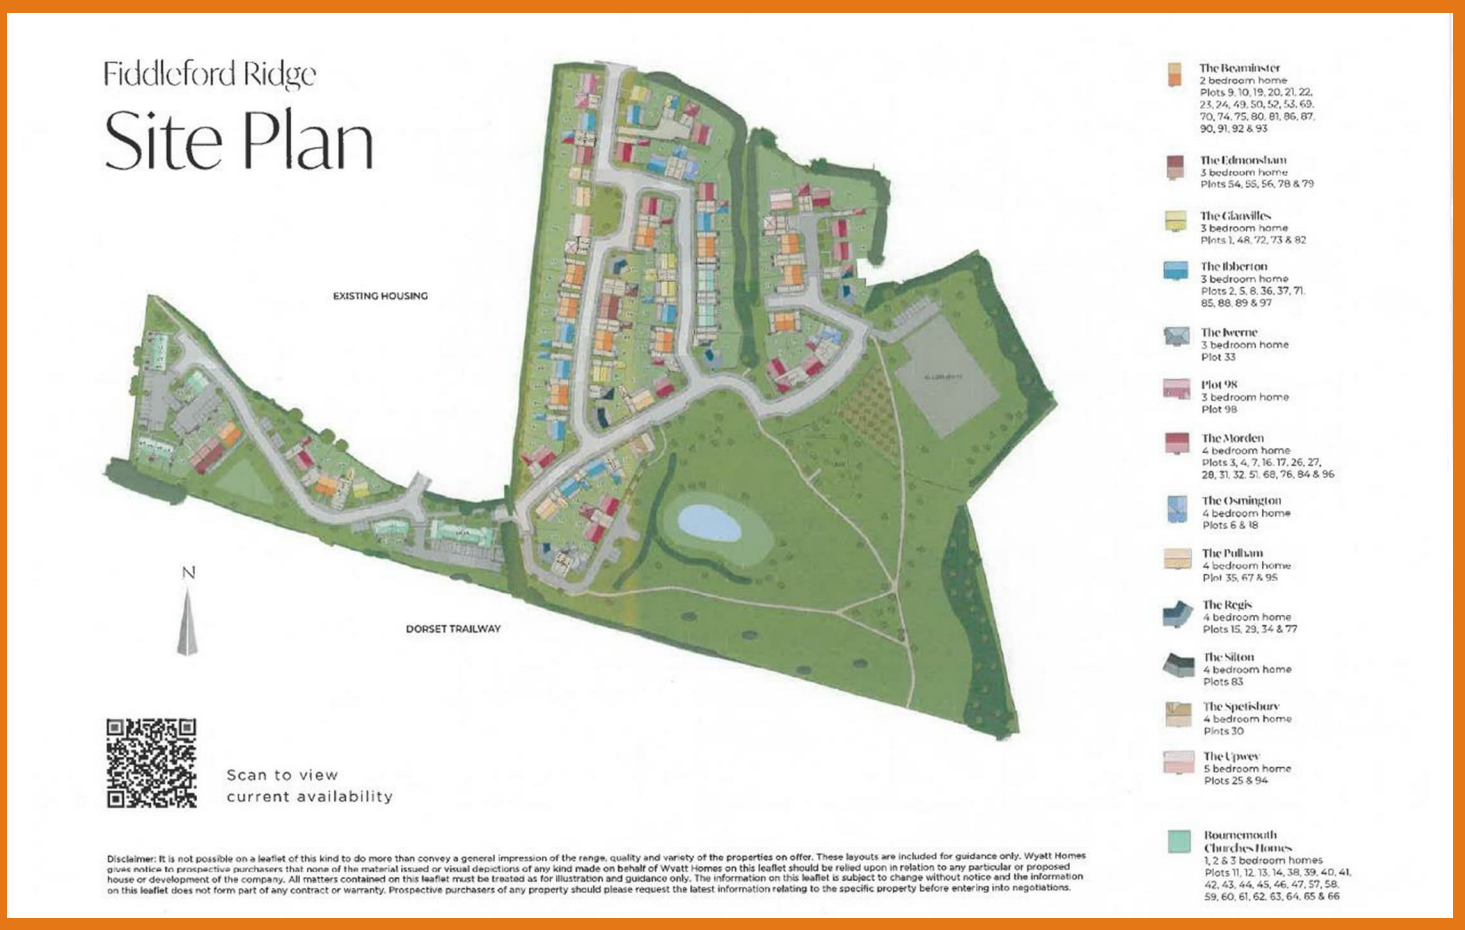 Fiddleford Ridge
Site Plan
EXISTING HOUSING
DORSET TRAILWAY
N
Scan to view
current availability
The Beaminster
2 bedroom home
Plots 9, 10, 19, 20, 21, 22,
23, 24, 49, 50, 52, 53, 69,
70, 74, 75, 80, 81, 86, 87,
90, 91, 92 & 93
The Edmonsham
3 bedroom home
Plots 54, 55, 56, 78 & 79
The Glanvilles
3 bedroom home
Plots 1, 48, 72, 73 & 82
The Ibberton
3 bedroom home
Plots 2, 5, 8, 36, 37, 71,
85, 88, 89 & 97
The Iwerne
3 bedroom home
Plot 33
Plot 98
3 bedroom home
Plot 98
The Morden
4 bedroom home
Plots 3, 4, 7, 16, 17, 26, 27,
28, 31, 32, 51, 68, 76, 84 & 96
The Osmington
4 bedroom home
Plots 6 & 18
The Pulham
4 bedroom home
Plot 35, 67 & 95
The Regis
4 bedroom home
Plots 15, 29, 34 & 77
The Silton
4 bedroom home
Plots 83
The Spetisbury
4 bedroom home
Plots 30
The Upwey
5 bedroom home
Plots 25 & 94
Bournemouth
Churches Homes
1, 2 & 3 bedroom homes
Plots 11, 12, 13, 14, 38, 39, 40, 41,
42, 43, 44, 45, 46, 47, 57, 58,
59, 60, 61, 62, 63, 64, 65 & 66
Disclaimer: It is not possible on a leaflet of this kind to do more than convey a general impression of the range, quality and variety of the properties on offer. These layouts are included for guidance only. Wyatt Homes
gives notice to prospective purchasers that none of the material issued or visual depictions of any kind made on behalf of Wyatt Homes on this leaflet should be relied upon in relation to any particular or proposed
house or development of the company. All matters contained on this leaflet must be treated as for illustration and guidance only. The information on this leaflet is subject to change without notice and the information
on this leaflet does not form part of any contract or warranty. Prospective purchasers of any property should please request the latest information relating to the specific property before entering into negotiations.